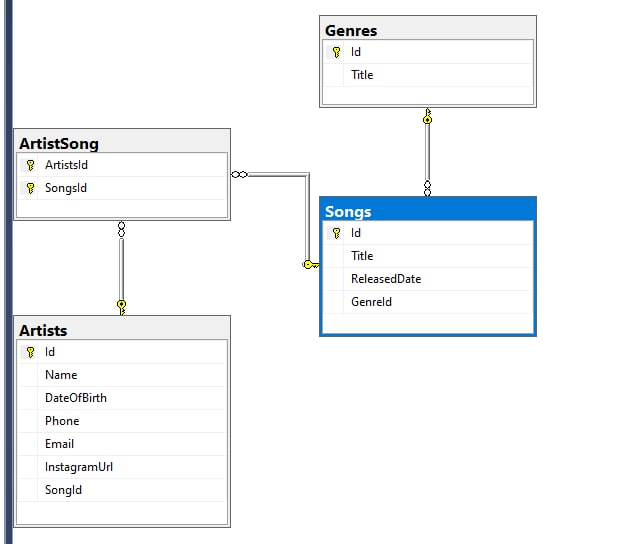 Genres
Id
Title
ArtistSong
ArtistsId
SongsId
Songs
Id
Title
ReleasedDate
GenreId
Artists
Id
Name
DateOfBirth
Phone
Email
InstagramUrl
SongId